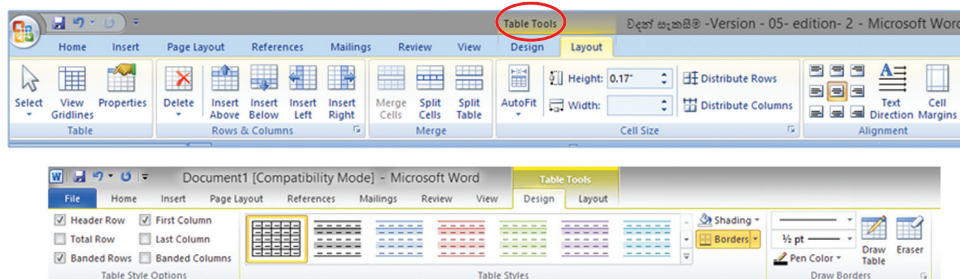 Table Tools වදන් සැකසීම -Version - 05- edition- 2 - Microsoft Word
Home Insert Page Layout References Mailings Review View Design Layout
Select View Gridlines Properties Delete Insert Above Insert Below Insert Left Insert Right Merge Cells Split Cells Split Table AutoFit Height: 0.17" Distribute Rows
Width: Distribute Columns Text Direction Cell Margins
Table Rows & Columns Merge Cell Size Alignment
Document1 [Compatibility Mode] - Microsoft Word Table Tools
File Home Insert Page Layout References Mailings Review View Design Layout
Header Row First Column Shading
Total Row Last Column Borders ½ pt
Banded Rows Banded Columns Pen Color Draw Table Eraser
Table Style Options Table Styles Draw Borders